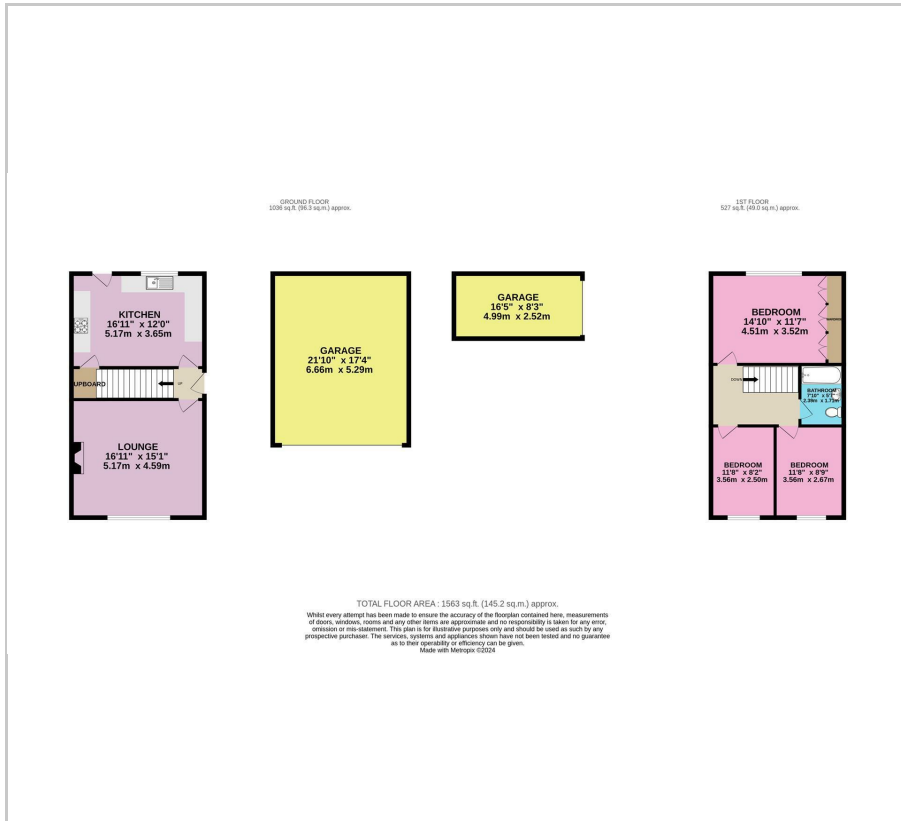 GROUND FLOOR
1036 sq.ft. (96.3 sq.m.) approx.
1ST FLOOR
527 sq.ft. (49.0 sq.m.) approx.
KITCHEN
16'11" x 12'0"
5.17m x 3.65m
UPBOARD
UP
LOUNGE
16'11" x 15'1"
5.17m x 4.59m
GARAGE
21'10" x 17'4"
6.66m x 5.29m
GARAGE
16'5" x 8'3"
4.99m x 2.52m
BEDROOM
14'10" x 11'7"
4.51m x 3.52m
DOWN
BATHROOM
7'10" x 5'7"
2.39m x 1.71m
BEDROOM
11'8" x 8'2"
3.56m x 2.50m
BEDROOM
11'8" x 8'9"
3.56m x 2.67m
TOTAL FLOOR AREA : 1563 sq.ft. (145.2 sq.m.) approx.
Whilst every attempt has been made to ensure the accuracy of the floorplan contained here, measurements
of doors, windows, rooms and any other items are approximate and no responsibility is taken for any error,
omission or mis-statement. This plan is for illustrative purposes only and should be used as such by any
prospective purchaser. The services, systems and appliances shown have not been tested and no guarantee
as to their operability or efficiency can be given.
Made with Metropix ©2024